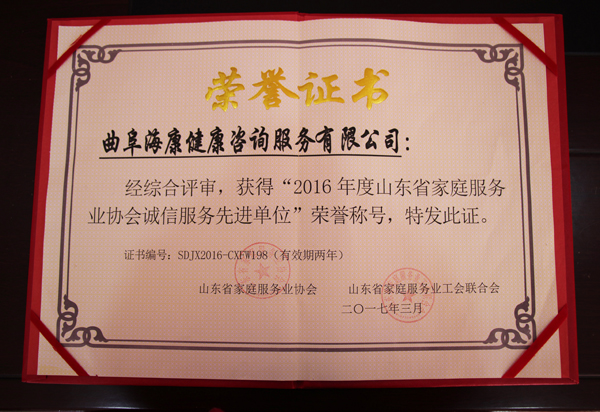 荣誉证书
曲阜海康健康咨询服务有限公司：
经综合评审，获得“2016年度山东省家庭服务
业协会诚信服务先进单位”荣誉称号，特发此证。
证书编号：SDJX2016-CXFW198（有效期两年）
山东省家庭服务业协会
山东省家庭服务业工会联合会
二〇一七年三月